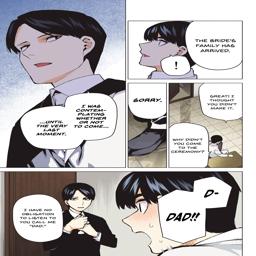 THE BRIDE'S
FAMILY HAS
ARRIVED.
!
I WAS
CONTEM-
PLATING
WHETHER
OR NOT
TO COME...
...UNTIL
THE VERY
LAST
MOMENT.
SORRY.
GREAT! I
THOUGHT YOU
DIDN'T MAKE
IT.
WHY DIDN'T
YOU COME
TO THE
CEREMONY?
D-
DAD!!
I HAVE NO
OBLIGATION
TO LISTEN TO
YOU CALL ME
"DAD."